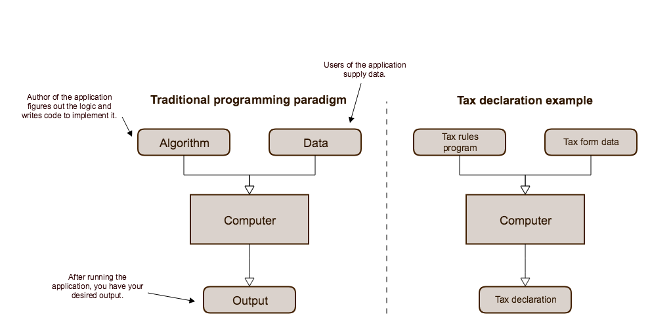 Users of the application
supply data.
Author of the application
figures out the logic and
writes code to implement it.
Traditional programming paradigm
Algorithm
Data
Computer
After running the
application, you have your
desired output.
Output
Tax declaration example
Tax rules
program
Tax form data
Computer
Tax declaration